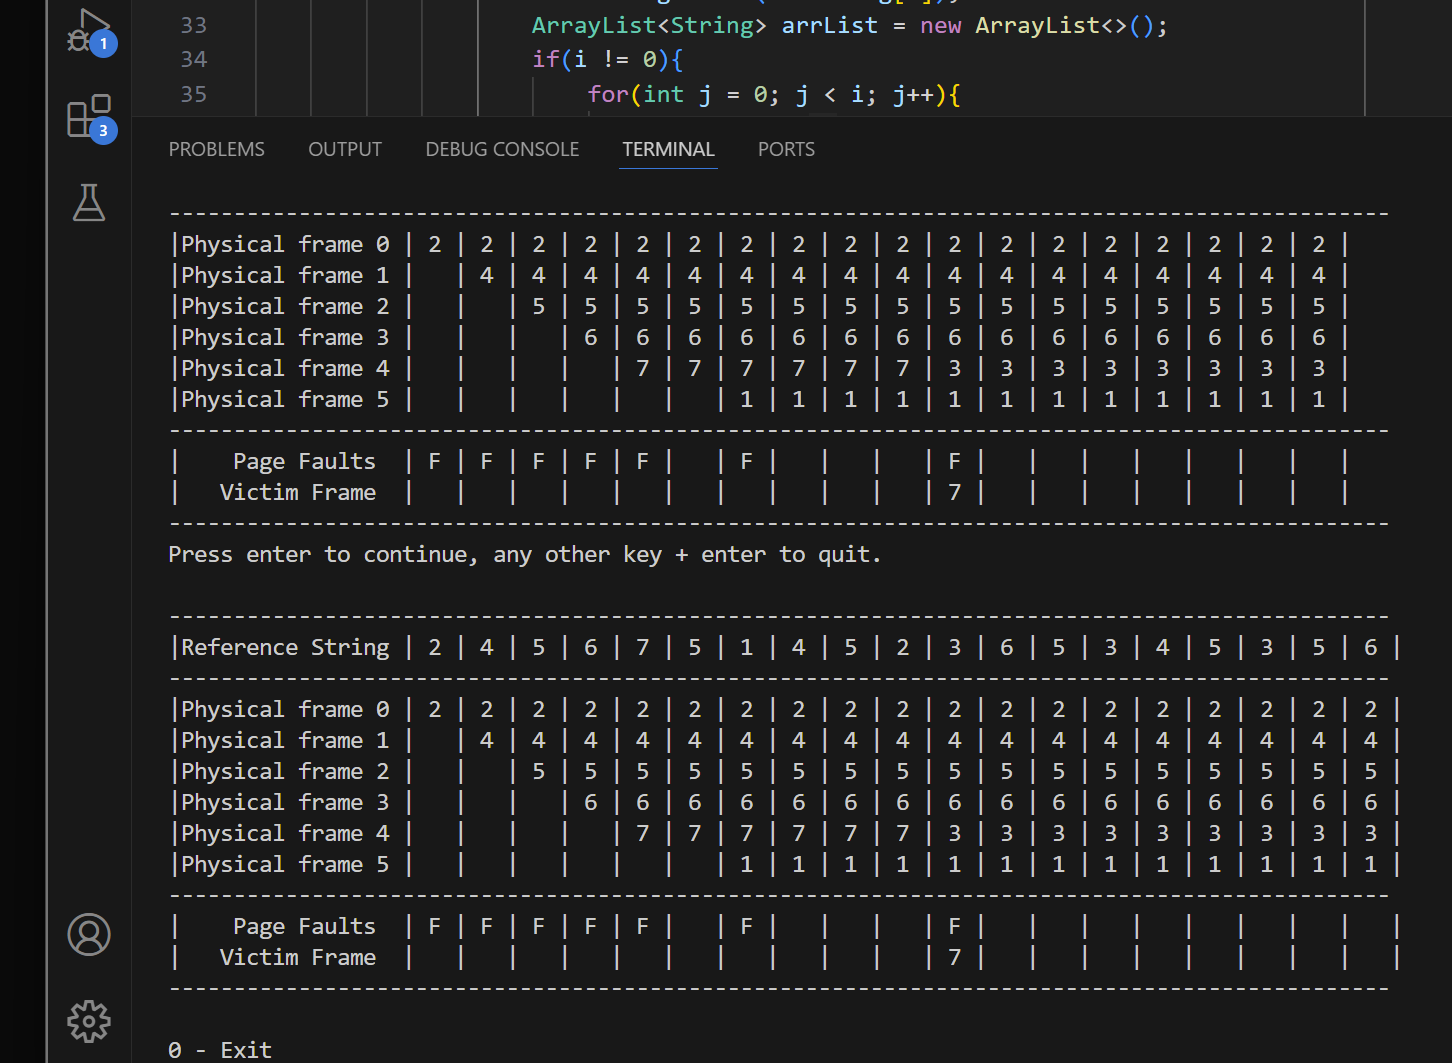 1
33 ArrayList<String> arrList = new ArrayList<>();
34 if(i != 0){
35 for(int j = 0; j < i; j++){
3
PROBLEMS OUTPUT DEBUG CONSOLE TERMINAL PORTS
-----------------------------------------------------------------------------------------------
|Physical frame 0 | 2 | 2 | 2 | 2 | 2 | 2 | 2 | 2 | 2 | 2 | 2 | 2 | 2 | 2 | 2 | 2 | 2 | 2 |
|Physical frame 1 |   | 4 | 4 | 4 | 4 | 4 | 4 | 4 | 4 | 4 | 4 | 4 | 4 | 4 | 4 | 4 | 4 | 4 |
|Physical frame 2 |   |   | 5 | 5 | 5 | 5 | 5 | 5 | 5 | 5 | 5 | 5 | 5 | 5 | 5 | 5 | 5 | 5 |
|Physical frame 3 |   |   |   | 6 | 6 | 6 | 6 | 6 | 6 | 6 | 6 | 6 | 6 | 6 | 6 | 6 | 6 | 6 |
|Physical frame 4 |   |   |   |   | 7 | 7 | 7 | 7 | 7 | 7 | 3 | 3 | 3 | 3 | 3 | 3 | 3 | 3 |
|Physical frame 5 |   |   |   |   |   |   | 1 | 1 | 1 | 1 | 1 | 1 | 1 | 1 | 1 | 1 | 1 | 1 |
-----------------------------------------------------------------------------------------------
|    Page Faults  | F | F | F | F | F |   | F |   |   |   | F |   |   |   |   |   |   |   |
|   Victim Frame  |   |   |   |   |   |   |   |   |   |   | 7 |   |   |   |   |   |   |   |
-----------------------------------------------------------------------------------------------
Press enter to continue, any other key + enter to quit.
-----------------------------------------------------------------------------------------------
|Reference String | 2 | 4 | 5 | 6 | 7 | 5 | 1 | 4 | 5 | 2 | 3 | 6 | 5 | 3 | 4 | 5 | 3 | 5 | 6 |
-----------------------------------------------------------------------------------------------
|Physical frame 0 | 2 | 2 | 2 | 2 | 2 | 2 | 2 | 2 | 2 | 2 | 2 | 2 | 2 | 2 | 2 | 2 | 2 | 2 | 2 |
|Physical frame 1 |   | 4 | 4 | 4 | 4 | 4 | 4 | 4 | 4 | 4 | 4 | 4 | 4 | 4 | 4 | 4 | 4 | 4 | 4 |
|Physical frame 2 |   |   | 5 | 5 | 5 | 5 | 5 | 5 | 5 | 5 | 5 | 5 | 5 | 5 | 5 | 5 | 5 | 5 | 5 |
|Physical frame 3 |   |   |   | 6 | 6 | 6 | 6 | 6 | 6 | 6 | 6 | 6 | 6 | 6 | 6 | 6 | 6 | 6 | 6 |
|Physical frame 4 |   |   |   |   | 7 | 7 | 7 | 7 | 7 | 7 | 3 | 3 | 3 | 3 | 3 | 3 | 3 | 3 | 3 |
|Physical frame 5 |   |   |   |   |   |   | 1 | 1 | 1 | 1 | 1 | 1 | 1 | 1 | 1 | 1 | 1 | 1 | 1 |
-----------------------------------------------------------------------------------------------
|    Page Faults  | F | F | F | F | F |   | F |   |   |   | F |   |   |   |   |   |   |   |   |
|   Victim Frame  |   |   |   |   |   |   |   |   |   |   | 7 |   |   |   |   |   |   |   |   |
-----------------------------------------------------------------------------------------------
0 - Exit